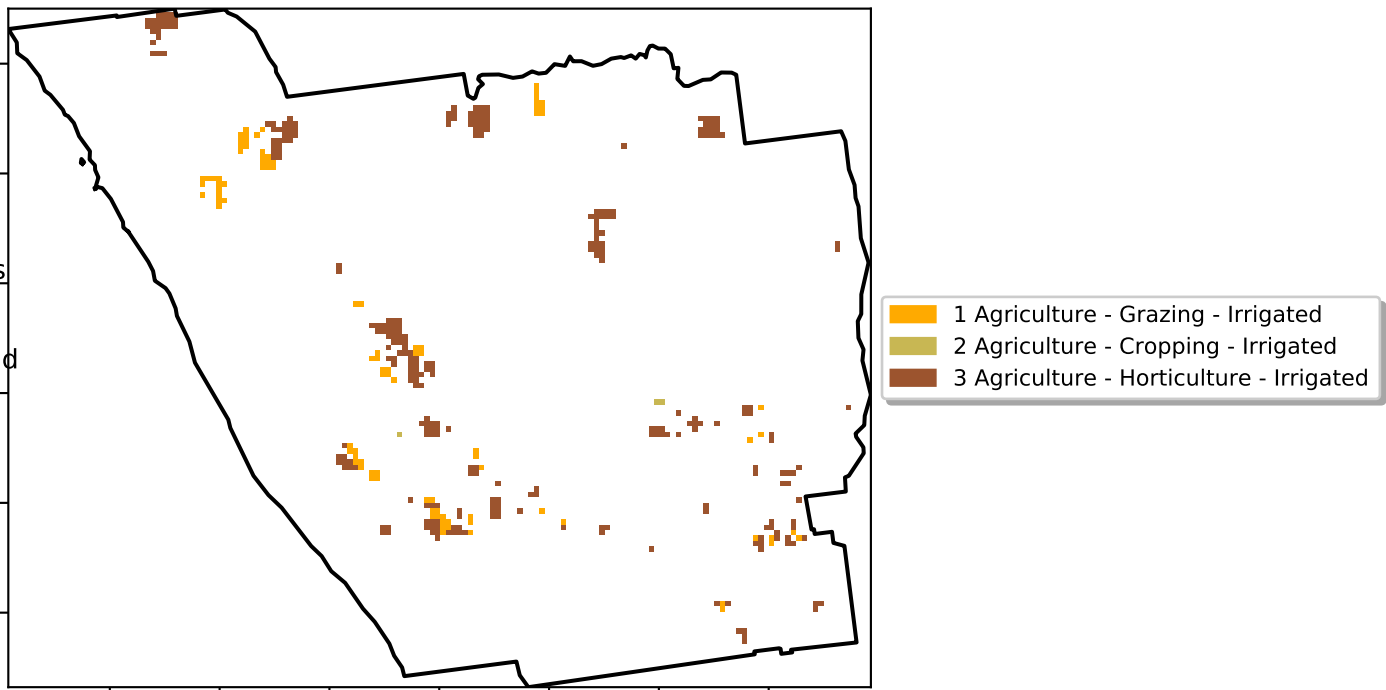 s
d
1 Agriculture - Grazing - Irrigated
2 Agriculture - Cropping - Irrigated
3 Agriculture - Horticulture - Irrigated